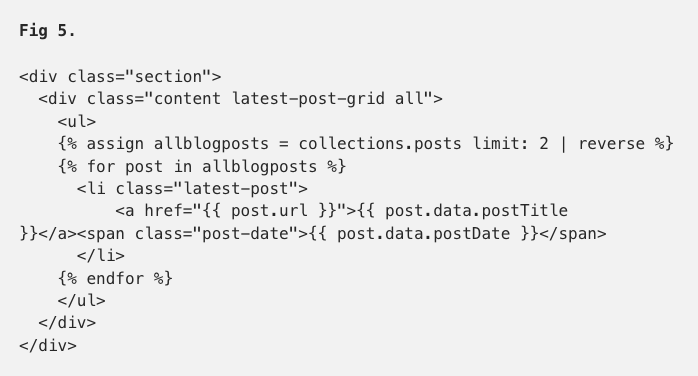 Fig 5.
<div class="section">
  <div class="content latest-post-grid all">
    <ul>
    {% assign allblogposts = collections.posts limit: 2 | reverse %}
    {% for post in allblogposts %}
      <li class="latest-post">
          <a href="{{ post.url }}">{{ post.data.postTitle
}}</a><span class="post-date">{{ post.data.postDate }}</span>
      </li>
    {% endfor %}
    </ul>
  </div>
</div>